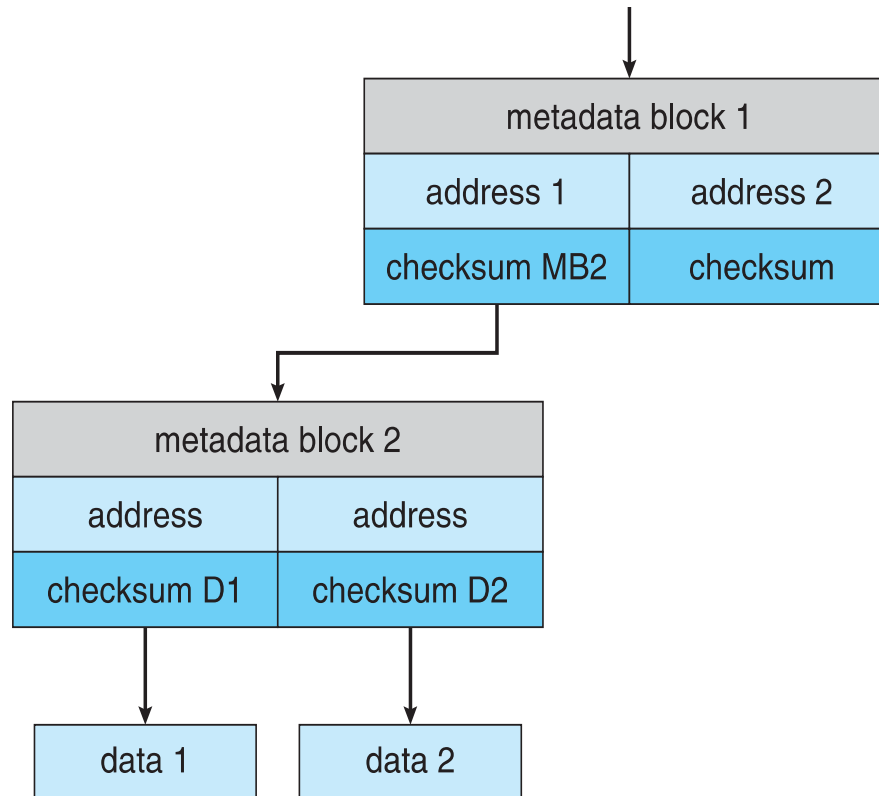 metadata block 1
address 1 address 2
checksum MB2 checksum
metadata block 2
address address
checksum D1 checksum D2
data 1 data 2